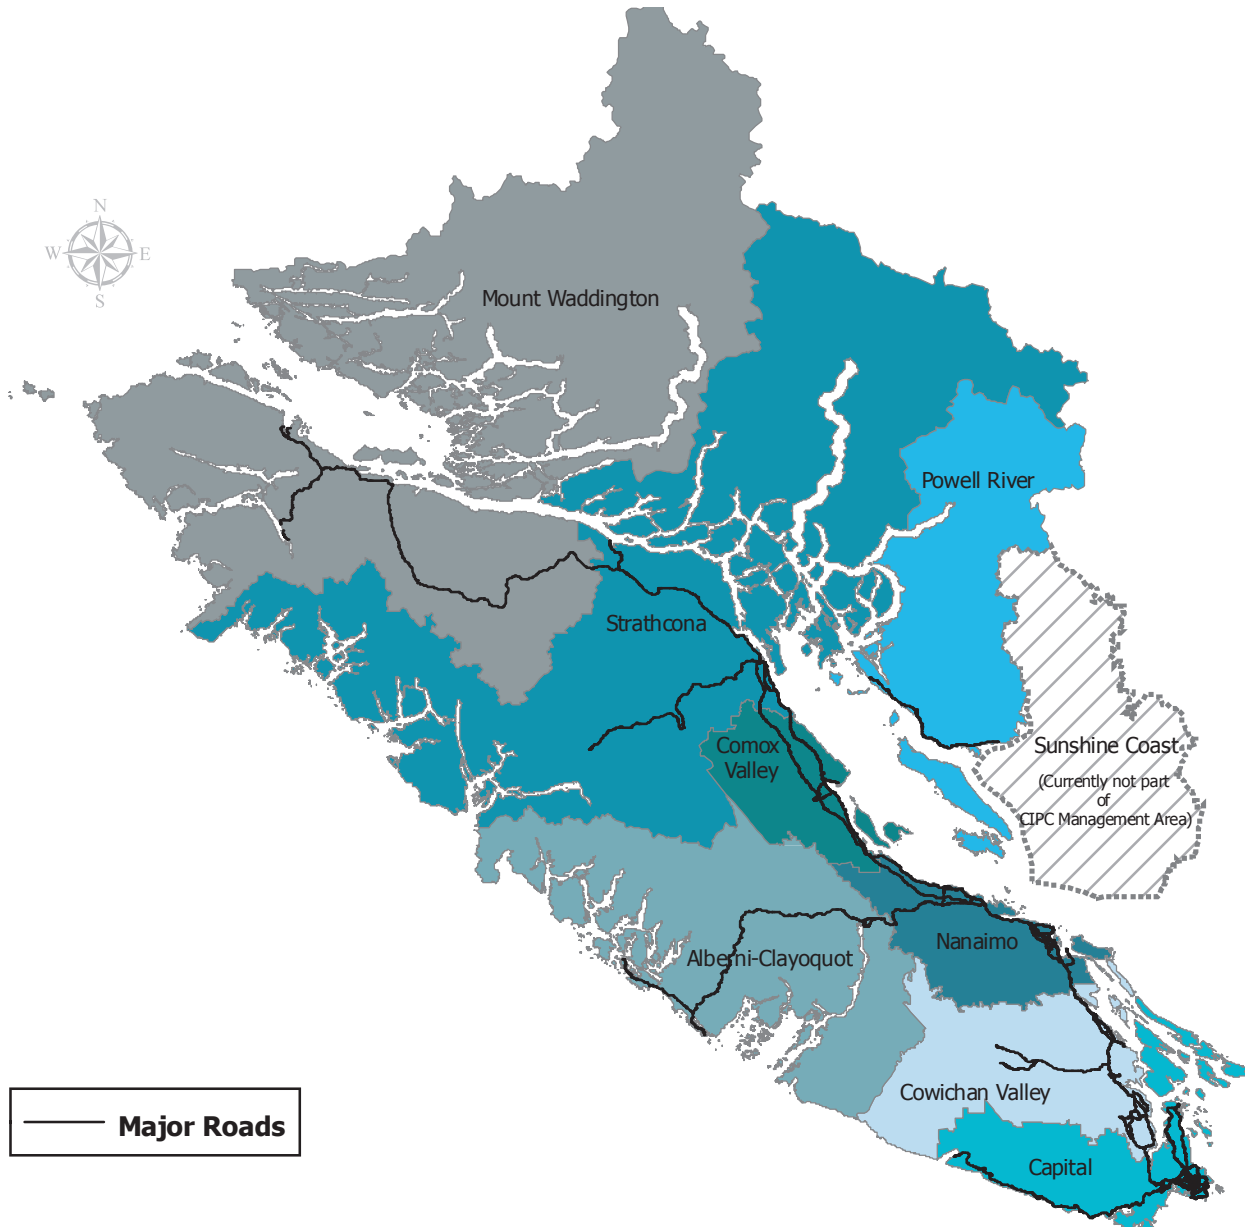 N
W E
S
Mount Waddington
Powell River
Strathcona
Comox
Valley
Sunshine Coast
(Currently not part
of
CIPC Management Area)
Nanaimo
Alberni-Clayoquot
Cowichan Valley
Major Roads
Capital